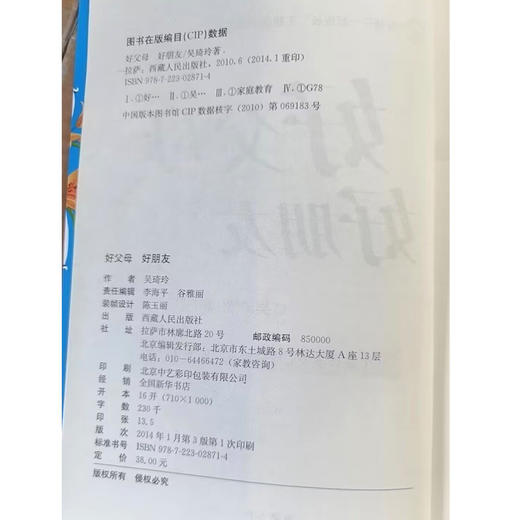 图书在版编目(CIP)数据
好父母 好朋友/吴琦玲著.
—拉萨:西藏人民出版社,2010.6(2014.1重印)
ISBN 978-7-223-02871-4
Ⅰ.①好… Ⅱ.①吴… Ⅲ.①家庭教育 Ⅳ.①G78
中国版本图书馆CIP数据核字(2010)第069183号
好父母 好朋友
作者 吴琦玲
责任编辑 李海平 谷雅丽
装帧设计 陈玉丽
出版 西藏人民出版社
社址 拉萨市林廓北路20号 邮政编码 850000
北京编辑发行部:北京市东土城路8号林达大厦A座13层
电话:010-64466472(家教咨询)
印刷 北京中艺彩印包装有限公司
经销 全国新华书店
开本 16开(710×1000)
字数 230千
印张 13.5
版次 2014年1月第3版第1次印刷
标准书号 ISBN 978-7-223-02871-4
定价 38.00元
版权所有 侵权必究